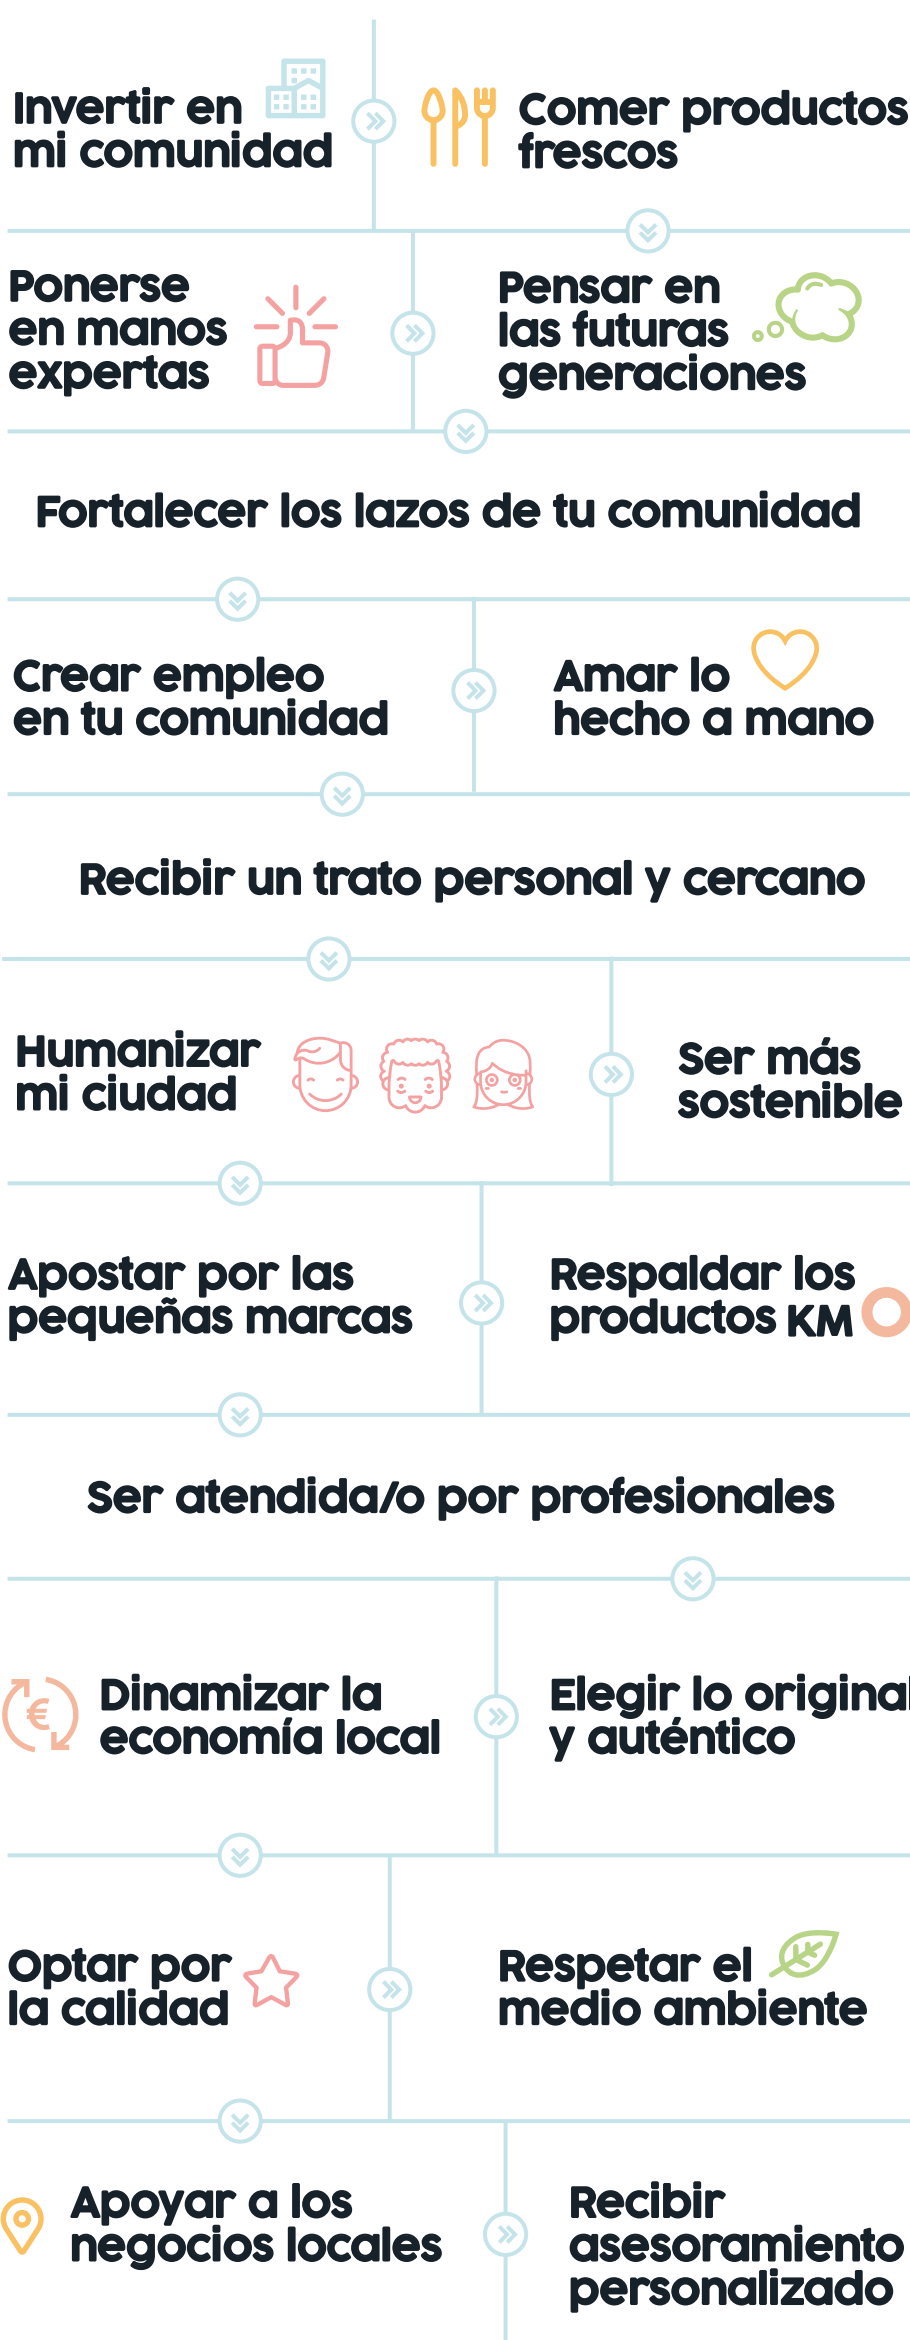 Invertir en
mi comunidad
Comer productos
frescos
Ponerse
en manos
expertas
Pensar en
las futuras
generaciones
Fortalecer los lazos de tu comunidad
Crear empleo
en tu comunidad
Amar lo
hecho a mano
Recibir un trato personal y cercano
Humanizar
mi ciudad
Ser más
sostenible
Apostar por las
pequeñas marcas
Respaldar los
productos KM O
Ser atendida/o por profesionales
Dinamizar la
economía local
Elegir lo original
y auténtico
Optar por
la calidad
Respetar el
medio ambiente
Apoyar a los
negocios locales
Recibir
asesoramiento
personalizado